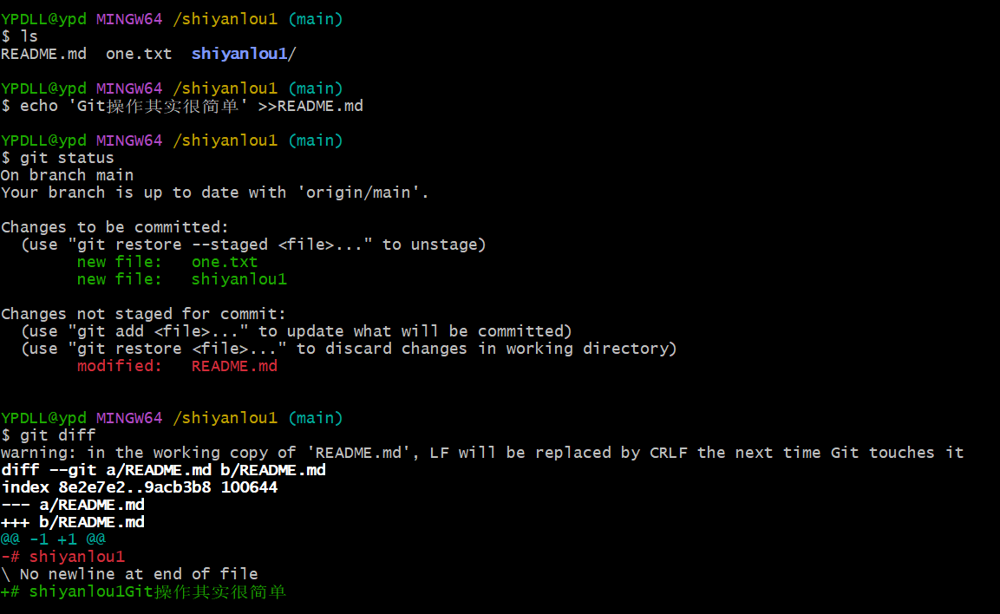 YPDLL@ypd MINGW64 /shiyanlou1 (main)
$ ls
README.md  one.txt  shiyanlou1/
YPDLL@ypd MINGW64 /shiyanlou1 (main)
$ echo 'Git操作其实很简单' >>README.md
YPDLL@ypd MINGW64 /shiyanlou1 (main)
$ git status
On branch main
Your branch is up to date with 'origin/main'.
Changes to be committed:
  (use "git restore --staged <file>..." to unstage)
        new file:   one.txt
        new file:   shiyanlou1
Changes not staged for commit:
  (use "git add <file>..." to update what will be committed)
  (use "git restore <file>..." to discard changes in working directory)
        modified:   README.md
YPDLL@ypd MINGW64 /shiyanlou1 (main)
$ git diff
warning: in the working copy of 'README.md', LF will be replaced by CRLF the next time Git touches it
diff --git a/README.md b/README.md
index 8e2e7e2..9acb3b8 100644
--- a/README.md
+++ b/README.md
@@ -1 +1 @@
-# shiyanlou1
\ No newline at end of file
+# shiyanlou1Git操作其实很简单